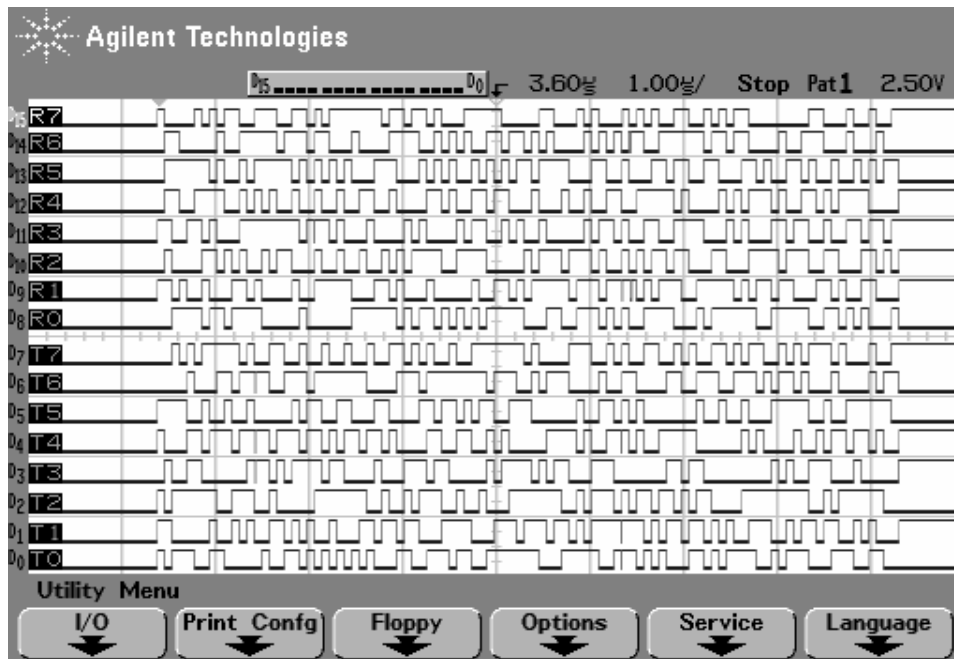 Agilent Technologies
D15 D0 3.60µs 1.00µs/ Stop Pat1 2.50V
D15 R7
D14 R6
D13 R5
D12 R4
D11 R3
D10 R2
D9 R1
D8 R0
D7 T7
D6 T6
D5 T5
D4 T4
D3 T3
D2 T2
D1 T1
D0 T0
Utility Menu
I/O Print Confg Floppy Options Service Language